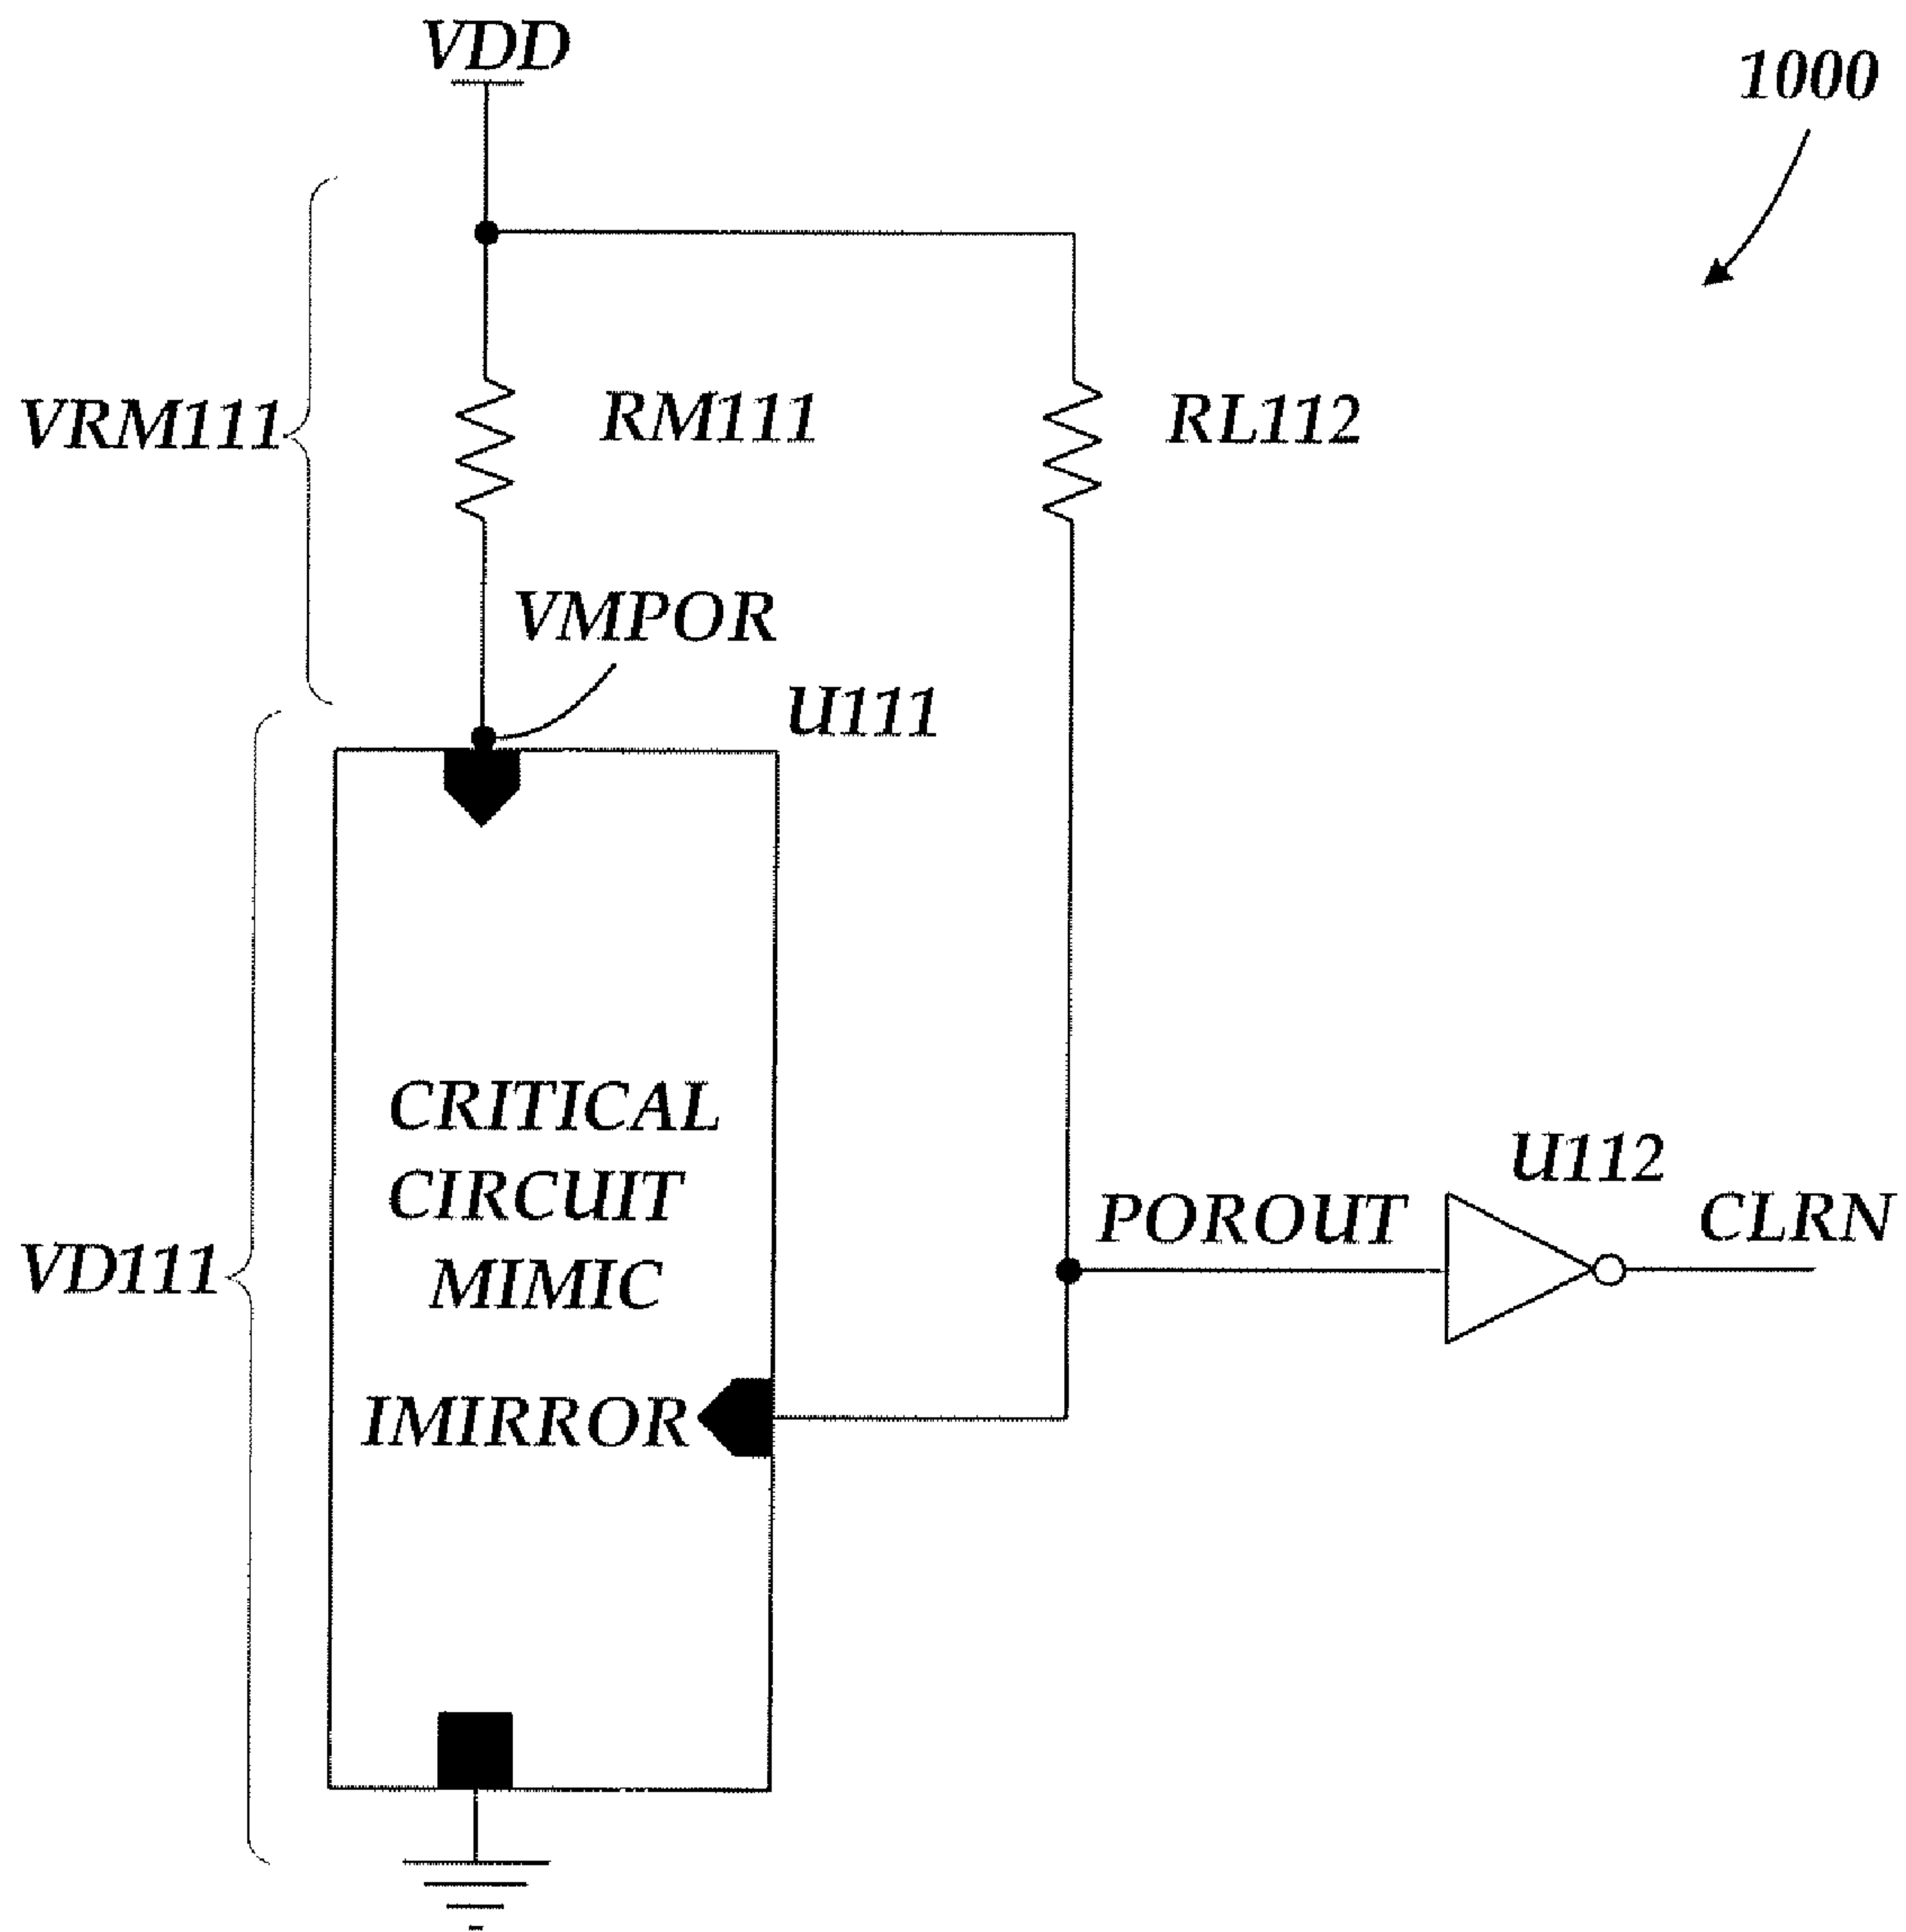 VDD
1000
VRM111
RM111
RL112
VMPOR
U111
CRITICAL
CIRCUIT
MIMIC
U112
POROUT
CLRN
VD111
IMIRROR